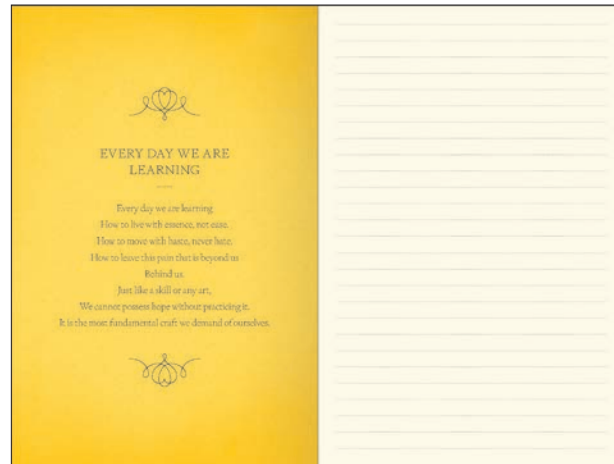 EVERY DAY WE ARE
LEARNING
Every day we are learning
How to live with essence, not ease.
How to move with haste, never hate.
How to leave this pain that is beyond us
Behind us.
Just like a skill or any art,
We cannot possess hope without practicing it.
It is the most fundamental craft we demand of ourselves.